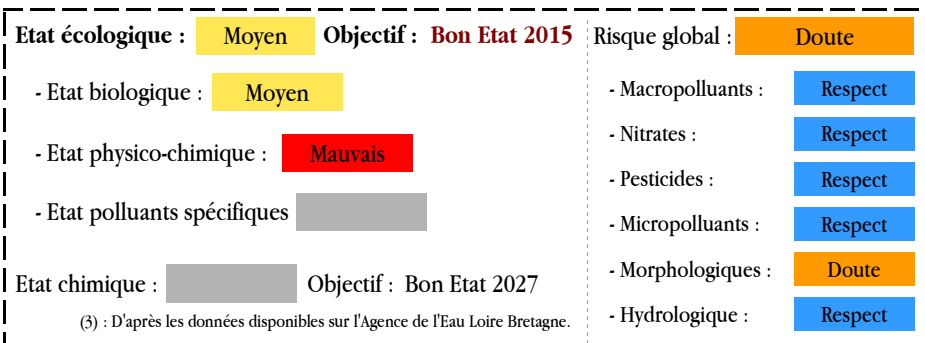 Etat écologique : Moyen Objectif : Bon Etat 2015
- Etat biologique : Moyen
- Etat physico-chimique : Mauvais
- Etat polluants spécifiques
Etat chimique : Objectif : Bon Etat 2027
(3) : D'après les données disponibles sur l'Agence de l'Eau Loire Bretagne.
Risque global : Doute
- Macropolluants : Respect
- Nitrates : Respect
- Pesticides : Respect
- Micropolluants : Respect
- Morphologiques : Doute
- Hydrologique : Respect